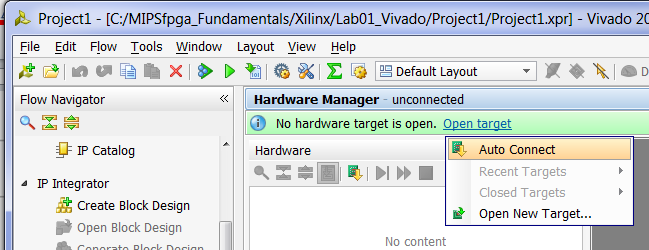 Project1 - [C:/MIPSfpga_Fundamentals/Xilinx/Lab01_Vivado/Project1/Project1.xpr] - Vivado 20
File Edit Flow Tools Window Layout View Help
Default Layout
Flow Navigator
Hardware Manager - unconnected
No hardware target is open. Open target
Hardware
Auto Connect
Recent Targets
Closed Targets
Open New Target...
No content
IP Catalog
IP Integrator
Create Block Design
Open Block Design
Generate Block Design